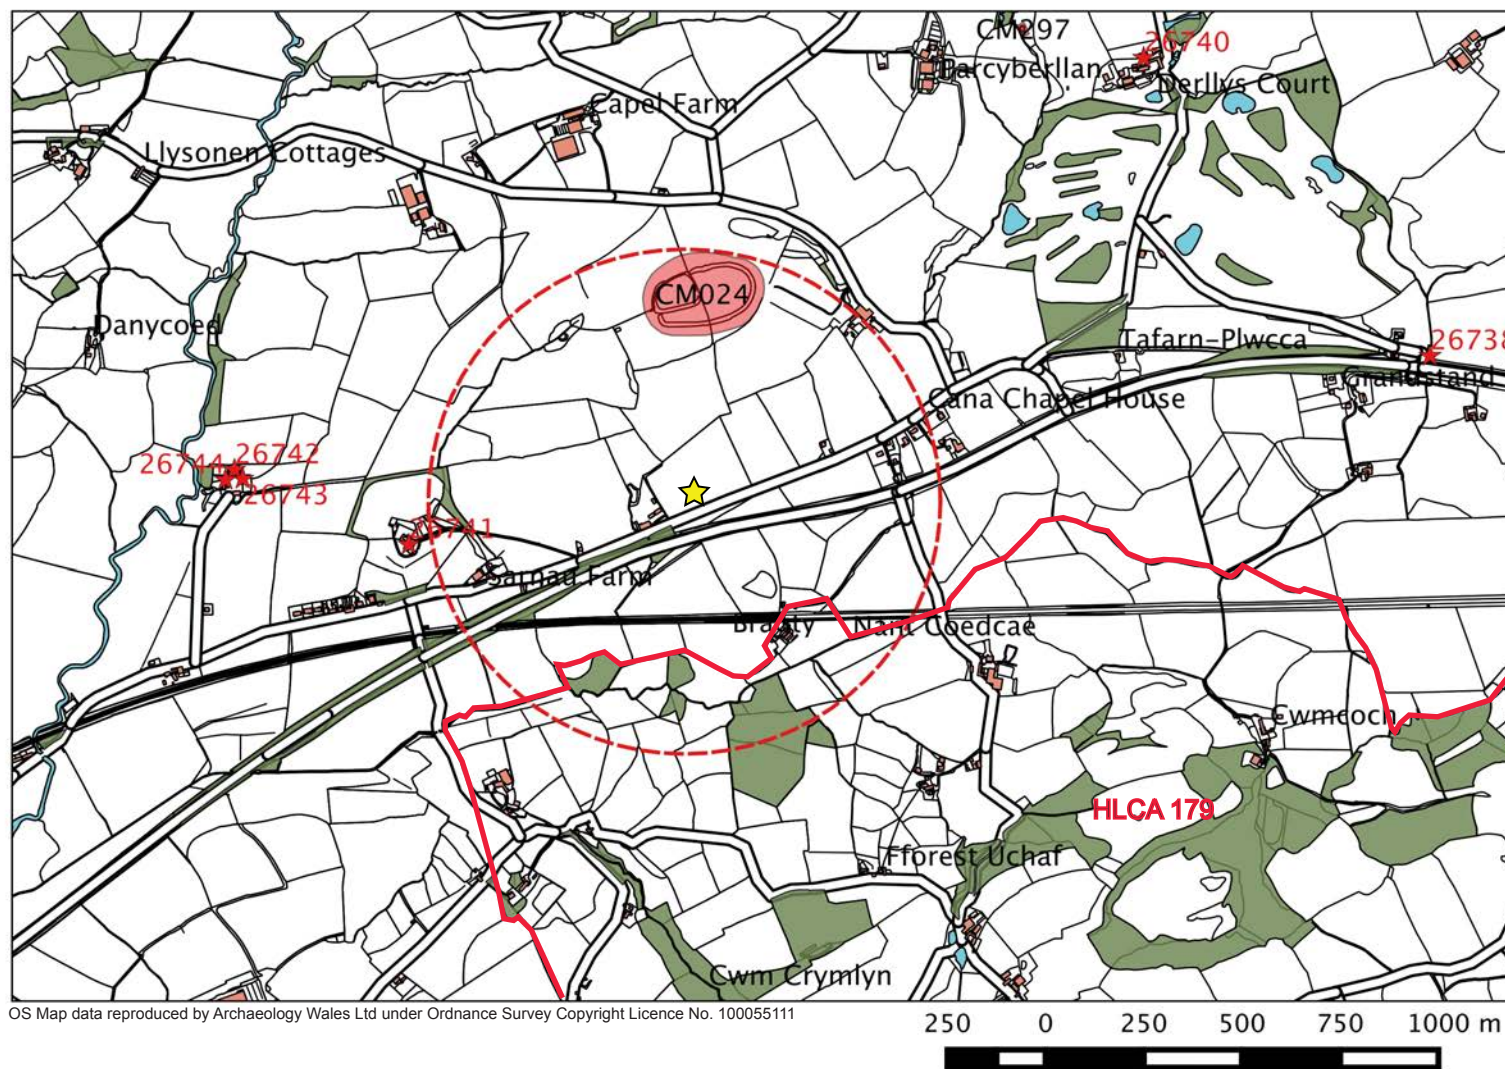 CM297
26740
Parcyberllan
Derllys Court
Capel Farm
Llysonen Cottages
CM024
Danycoed
Tafarn-Plwcca
26738
Grandstand
Cana Chapel House
26742
26744
26743
26741
Sarnau Farm
Nant Coedcae
Cwmcoch
HLCA 179
Fforest Uchaf
Cwm Crymlyn
OS Map data reproduced by Archaeology Wales Ltd under Ordnance Survey Copyright Licence No. 100055111
250 0 250 500 750 1000 m